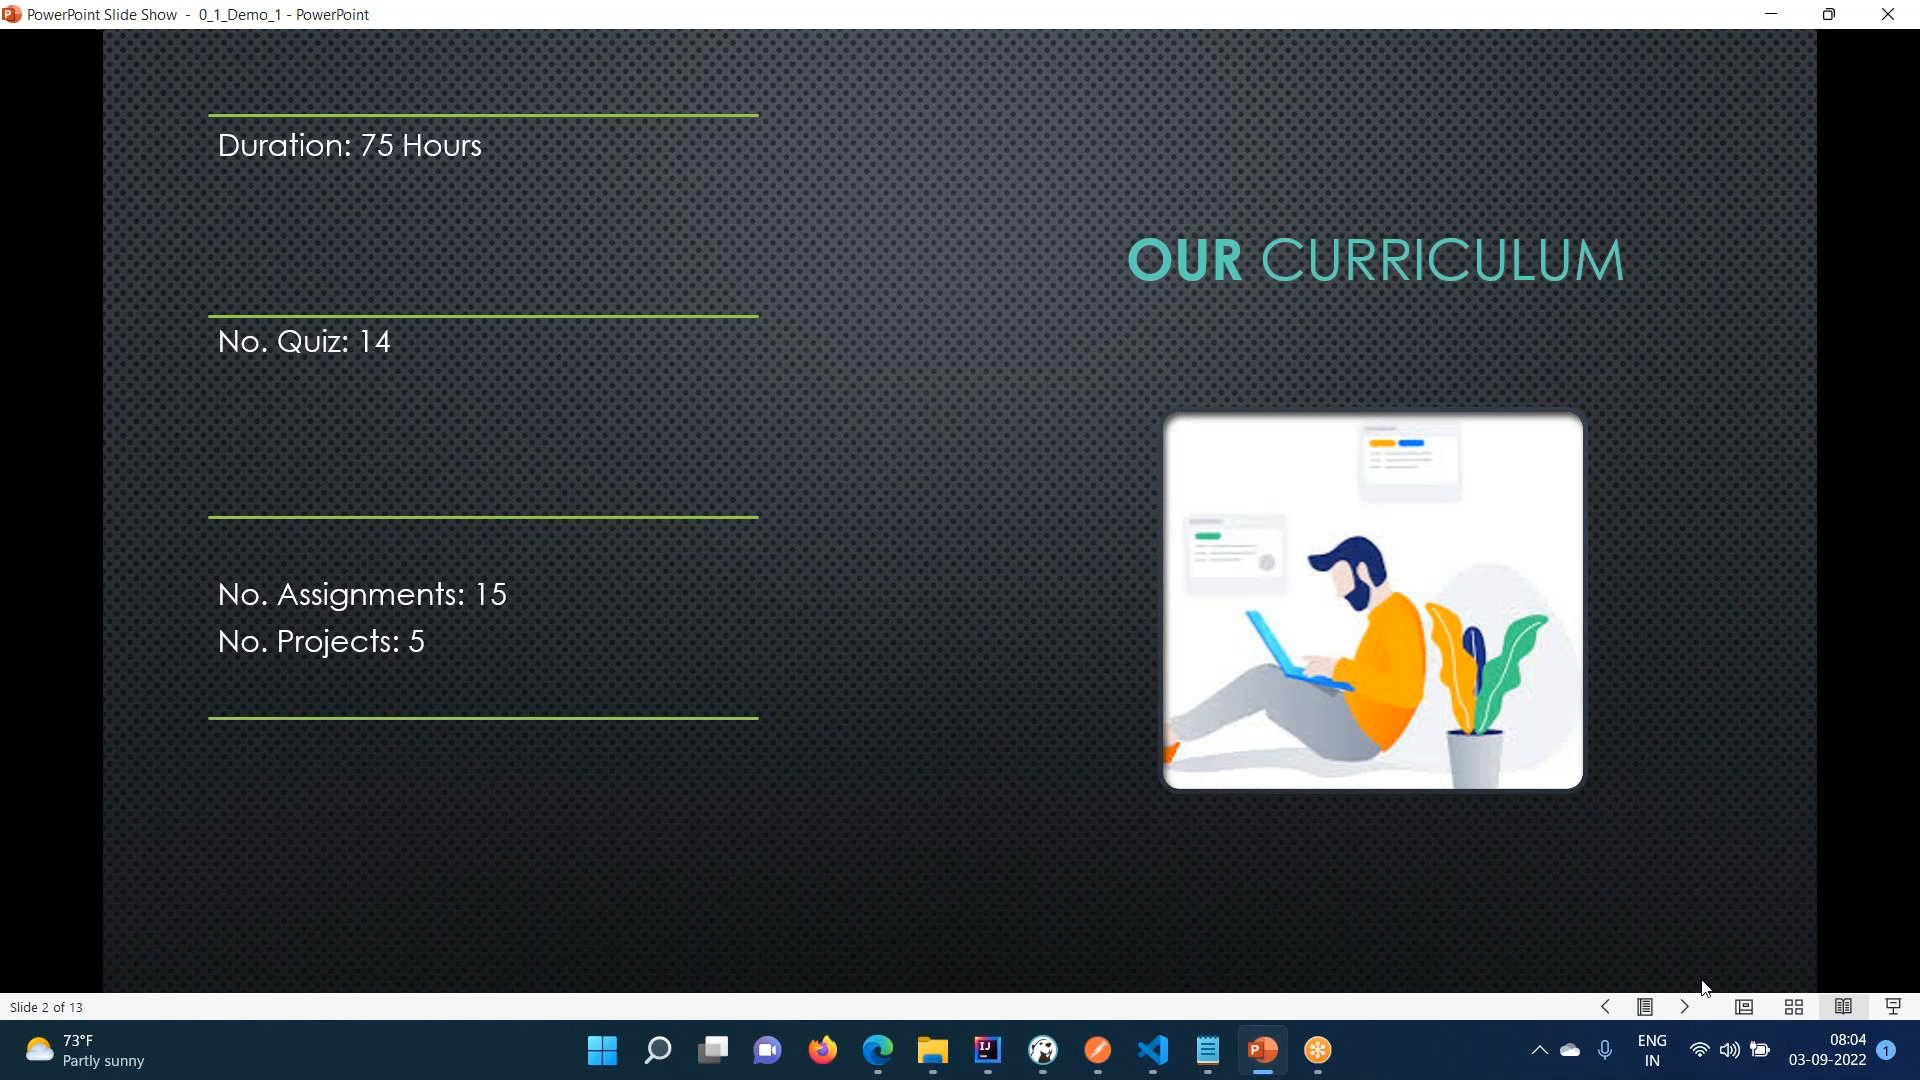 PowerPoint Slide Show - 0_1_Demo_1 - PowerPoint
Duration: 75 Hours
No. Quiz: 14
No. Assignments: 15
No. Projects: 5
OUR CURRICULUM
Slide 2 of 13
73°F
Partly sunny
ENG
IN
08:04
03-09-2022
1